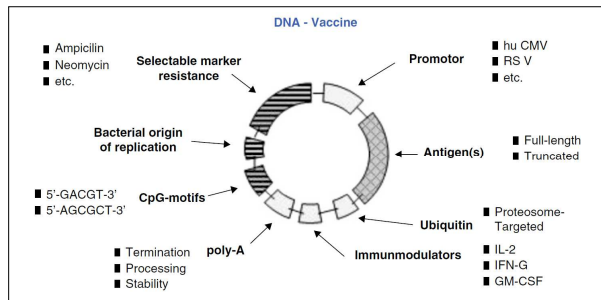 DNA - Vaccine
Ampicilin
Neomycin
etc.
Selectable marker
resistance
Promotor
hu CMV
RS V
etc.
Bacterial origin
of replication
Antigen(s)
Full-length
Truncated
5'-GACGT-3'
5'-AGCGCT-3'
CpG-motifs
Ubiquitin
Proteosome-
Targeted
poly-A
Termination
Processing
Stability
Immunmodulators
IL-2
IFN-G
GM-CSF